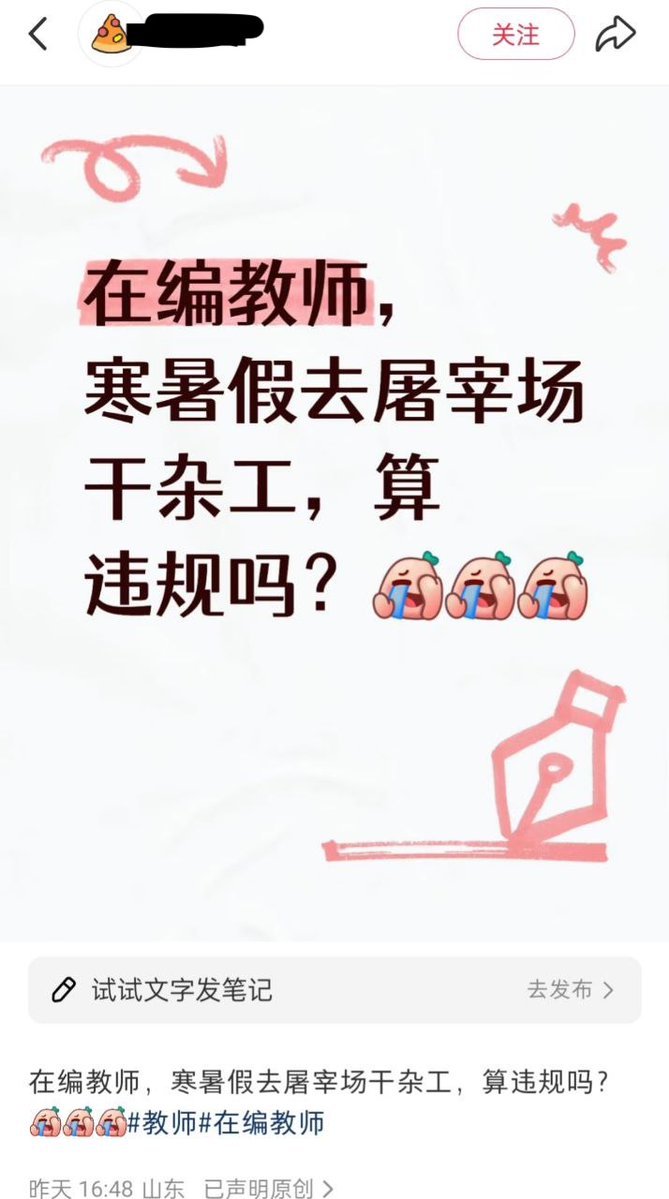 关注
在编教师，
寒暑假去屠宰场
干杂工，算
违规吗？
试试文字发笔记
去发布
在编教师，寒暑假去屠宰场干杂工，算违规吗？
#教师#在编教师
昨天 16:48 山东 已声明原创